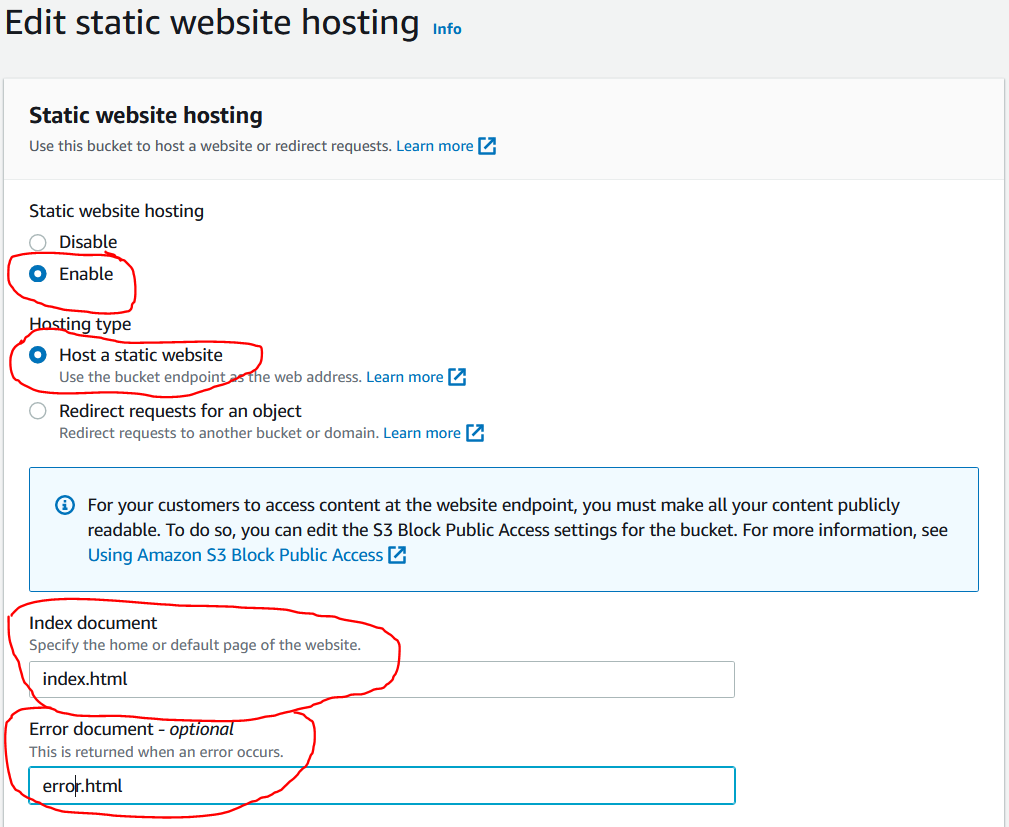 Edit static website hosting Info
Static website hosting
Use this bucket to host a website or redirect requests. Learn more
Static website hosting
Disable
Enable
Hosting type
Host a static website
Use the bucket endpoint as the web address. Learn more
Redirect requests for an object
Redirect requests to another bucket or domain. Learn more
For your customers to access content at the website endpoint, you must make all your content publicly
readable. To do so, you can edit the S3 Block Public Access settings for the bucket. For more information, see
Using Amazon S3 Block Public Access
Index document
Specify the home or default page of the website.
index.html
Error document - optional
This is returned when an error occurs.
error.html